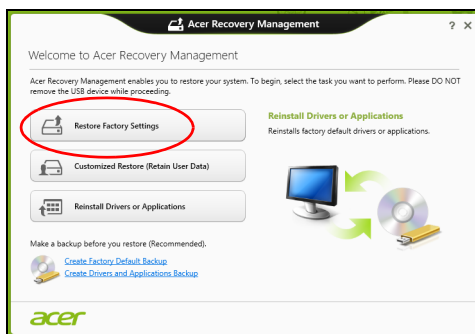 Acer Recovery Management
Welcome to Acer Recovery Management
Acer Recovery Management enables you to restore your system. To begin, select the task you want to perform. Please DO NOT
remove the USB device while proceeding.
Restore Factory Settings
Customized Restore (Retain User Data)
Reinstall Drivers or Applications
Reinstall Drivers or Applications
Reinstalls factory default drivers or applications.
Make a backup before you restore (Recommended).
Create Factory Default Backup
Create Drivers and Applications Backup
acer